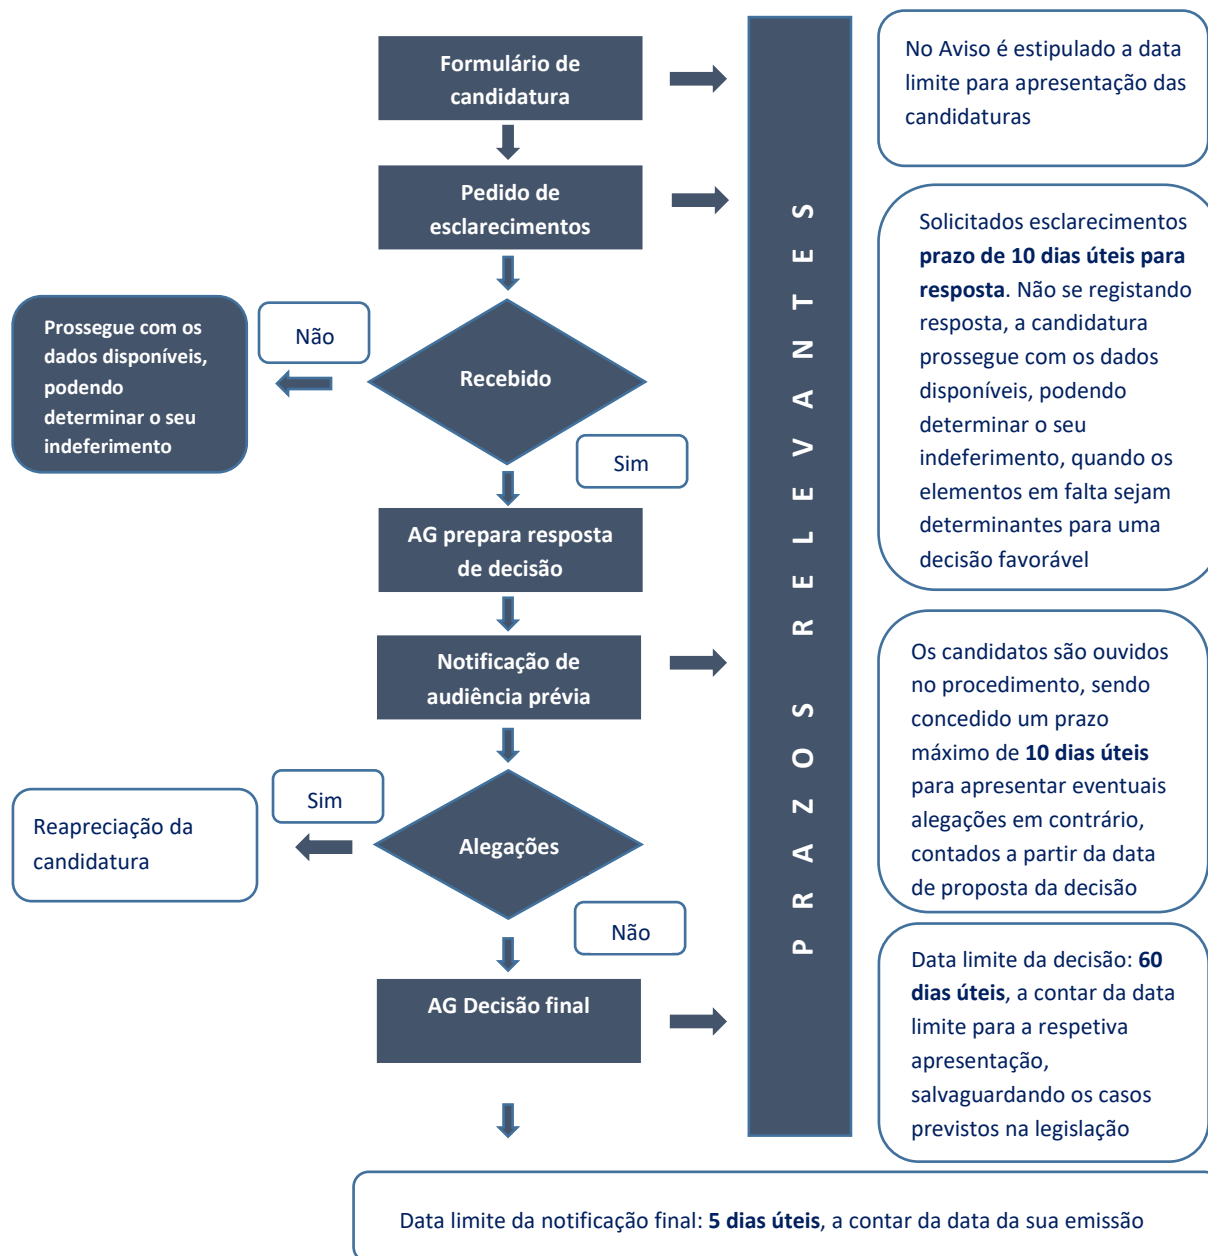 Formulário de
candidatura
No Aviso é estipulado a data
limite para apresentação das
candidaturas
Pedido de
esclarecimentos
Solicitados esclarecimentos
prazo de 10 dias úteis para
resposta. Não se registando
resposta, a candidatura
prossegue com os dados
disponíveis, podendo
determinar o seu
indeferimento, quando os
elementos em falta sejam
determinantes para uma
decisão favorável
Prossegue com os
dados disponíveis,
podendo
determinar o seu
indeferimento
Não
Recebido
Sim
AG prepara resposta
de decisão
PRAZOS RELEVANTES
Notificação de
audiência prévia
Os candidatos são ouvidos
no procedimento, sendo
concedido um prazo
máximo de 10 dias úteis
para apresentar eventuais
alegações em contrário,
contados a partir da data
de proposta da decisão
Sim
Reapreciação da
candidatura
Alegações
Não
AG Decisão final
Data limite da decisão: 60
dias úteis, a contar da data
limite para a respetiva
apresentação,
salvaguardando os casos
previstos na legislação
Data limite da notificação final: 5 dias úteis, a contar da data da sua emissão